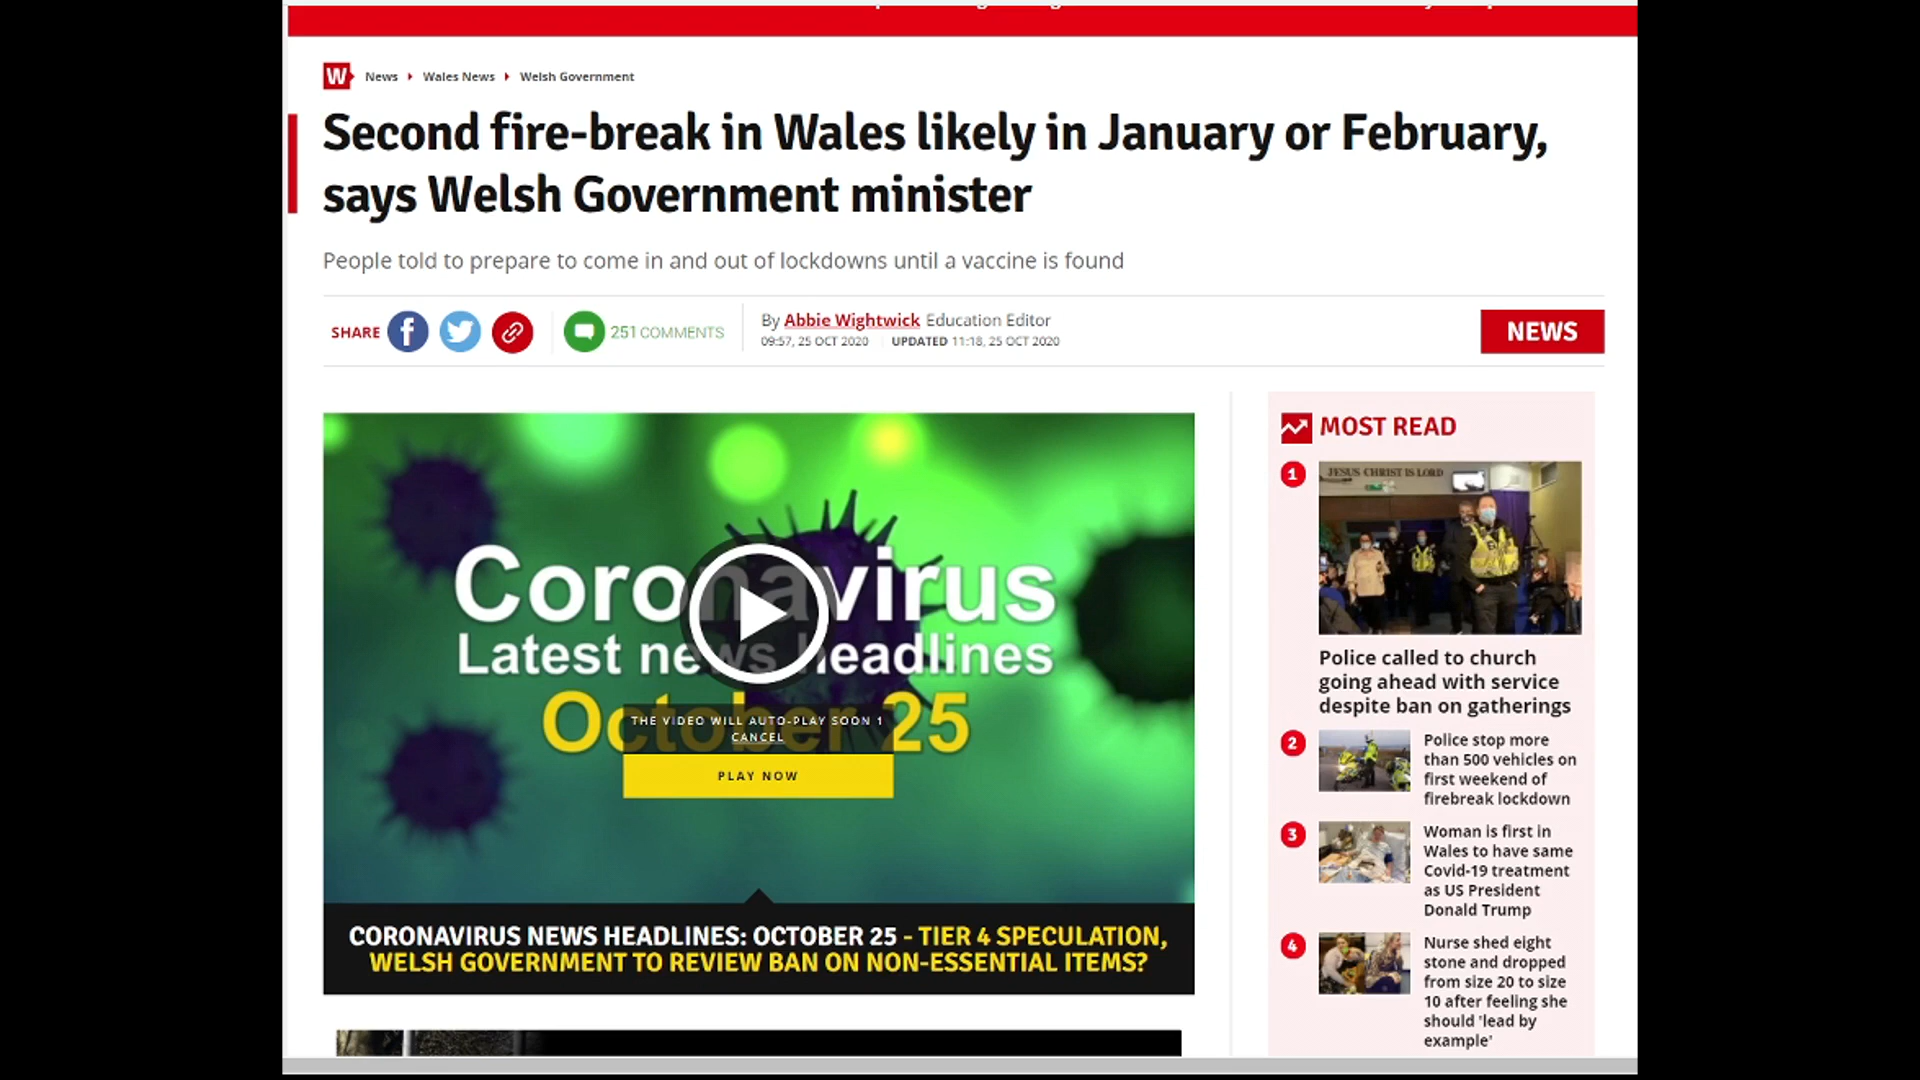 W News Wales News Welsh Government
Second fire-break in Wales likely in January or February,
says Welsh Government minister
People told to prepare to come in and out of lockdowns until a vaccine is found
SHARE 251 COMMENTS
By Abbie Wightwick Education Editor
09:57, 25 OCT 2020 UPDATED 11:18, 25 OCT 2020
NEWS
Coronavirus
Latest news headlines
October 25
THE VIDEO WILL AUTO-PLAY SOON 1
CANCEL
PLAY NOW
CORONAVIRUS NEWS HEADLINES: OCTOBER 25 - TIER 4 SPECULATION,
WELSH GOVERNMENT TO REVIEW BAN ON NON-ESSENTIAL ITEMS?
MOST READ
1
JESUS CHRIST IS LORD
Police called to church
going ahead with service
despite ban on gatherings
2
Police stop more
than 500 vehicles on
first weekend of
firebreak lockdown
3
Woman is first in
Wales to have same
Covid-19 treatment
as US President
Donald Trump
4
Nurse shed eight
stone and dropped
from size 20 to size
10 after feeling she
should 'lead by
example'